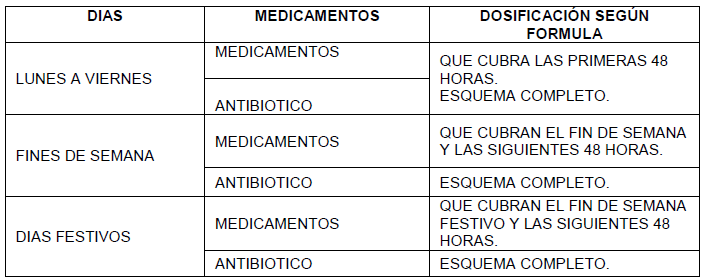 DIAS MEDICAMENTOS DOSIFICACIÓN SEGÚN
FORMULA
LUNES A VIERNES
MEDICAMENTOS
ANTIBIOTICO
QUE CUBRA LAS PRIMERAS 48
HORAS.
ESQUEMA COMPLETO.
FINES DE SEMANA
MEDICAMENTOS
QUE CUBRAN EL FIN DE SEMANA
Y LAS SIGUIENTES 48 HORAS.
ANTIBIOTICO
ESQUEMA COMPLETO.
DIAS FESTIVOS
MEDICAMENTOS
QUE CUBRAN EL FIN DE SEMANA
FESTIVO Y LAS SIGUIENTES 48
HORAS.
ANTIBIOTICO
ESQUEMA COMPLETO.